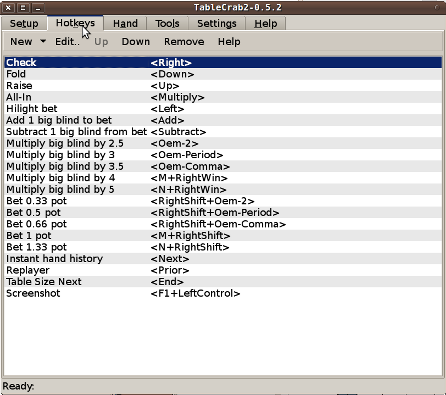 TableCrab2-0.5.2
Setup Hotkeys Hand Tools Settings Help
New Edit.. Up Down Remove Help
Check <Right>
Fold <Down>
Raise <Up>
All-In <Multiply>
Hilight bet <Left>
Add 1 big blind to bet <Add>
Subtract 1 big blind from bet <Subtract>
Multiply big blind by 2.5 <Oem-2>
Multiply big blind by 3 <Oem-Period>
Multiply big blind by 3.5 <Oem-Comma>
Multiply big blind by 4 <M+RightWin>
Multiply big blind by 5 <N+RightWin>
Bet 0.33 pot <RightShift+Oem-2>
Bet 0.5 pot <RightShift+Oem-Period>
Bet 0.66 pot <RightShift+Oem-Comma>
Bet 1 pot <M+RightShift>
Bet 1.33 pot <N+RightShift>
Instant hand history <Next>
Replayer <Prior>
Table Size Next <End>
Screenshot <F1+LeftControl>
Ready: